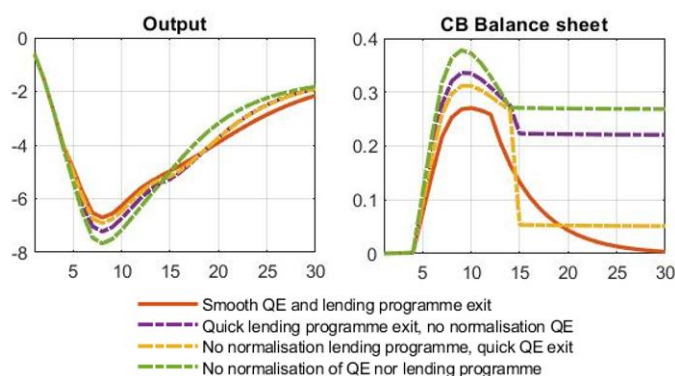 Output
CB Balance sheet
0
-2
-4
-6
-8
5 10 15 20 25 30
0.4
0.3
0.2
0.1
0
5 10 15 20 25 30
Smooth QE and lending programme exit
Quick lending programme exit, no normalisation QE
No normalisation lending programme, quick QE exit
No normalisation of QE nor lending programme